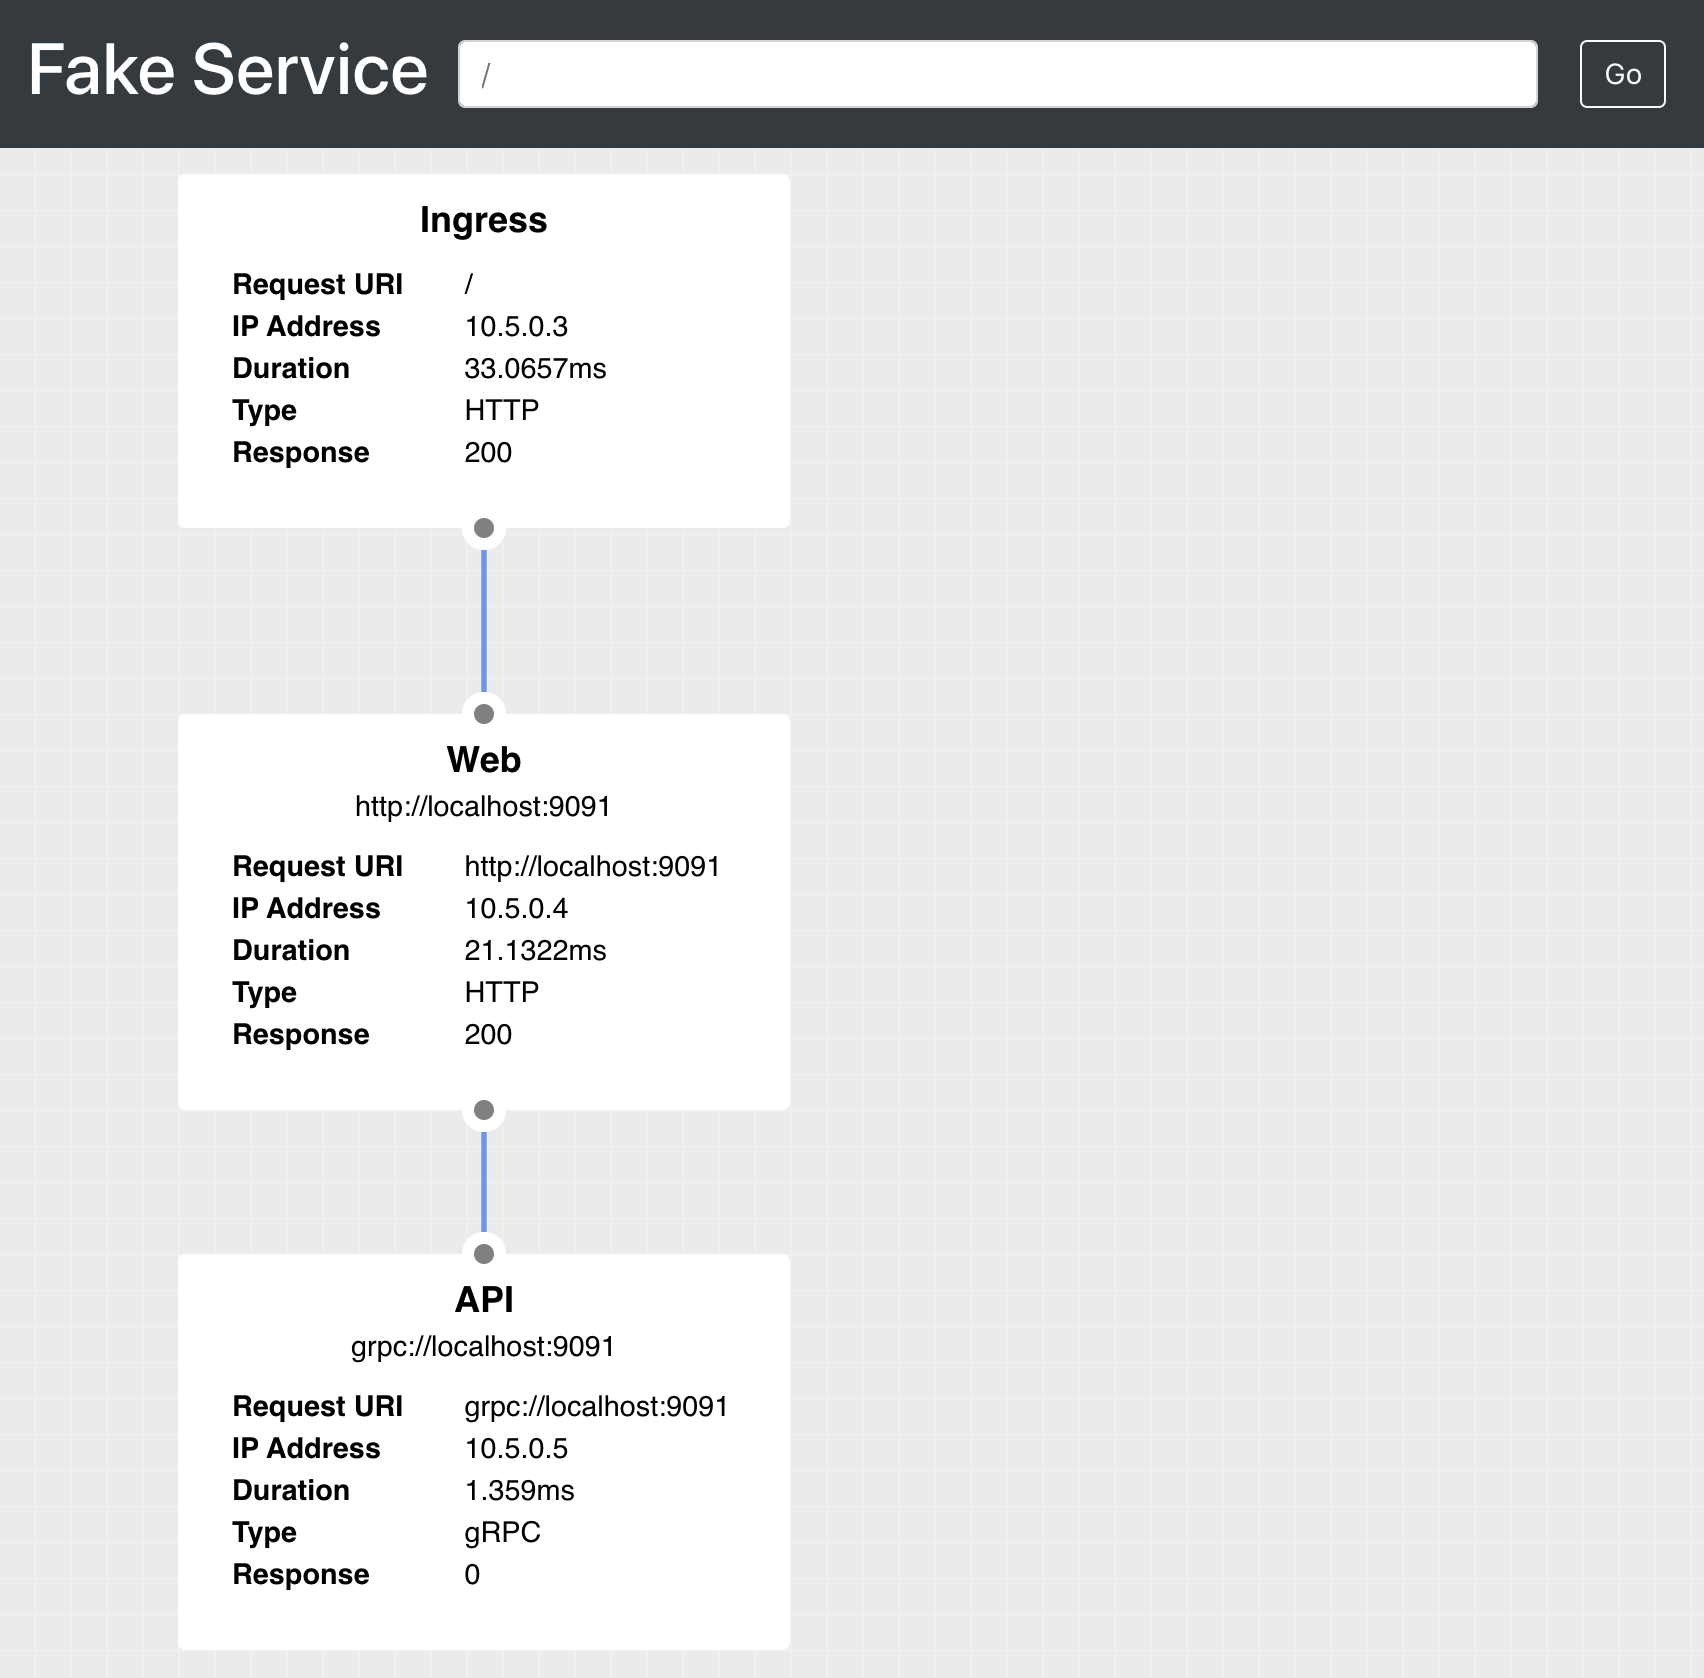 Fake Service / Go
Ingress
Request URI /
IP Address 10.5.0.3
Duration 33.0657ms
Type HTTP
Response 200
Web
http://localhost:9091
Request URI http://localhost:9091
IP Address 10.5.0.4
Duration 21.1322ms
Type HTTP
Response 200
API
grpc://localhost:9091
Request URI grpc://localhost:9091
IP Address 10.5.0.5
Duration 1.359ms
Type gRPC
Response 0